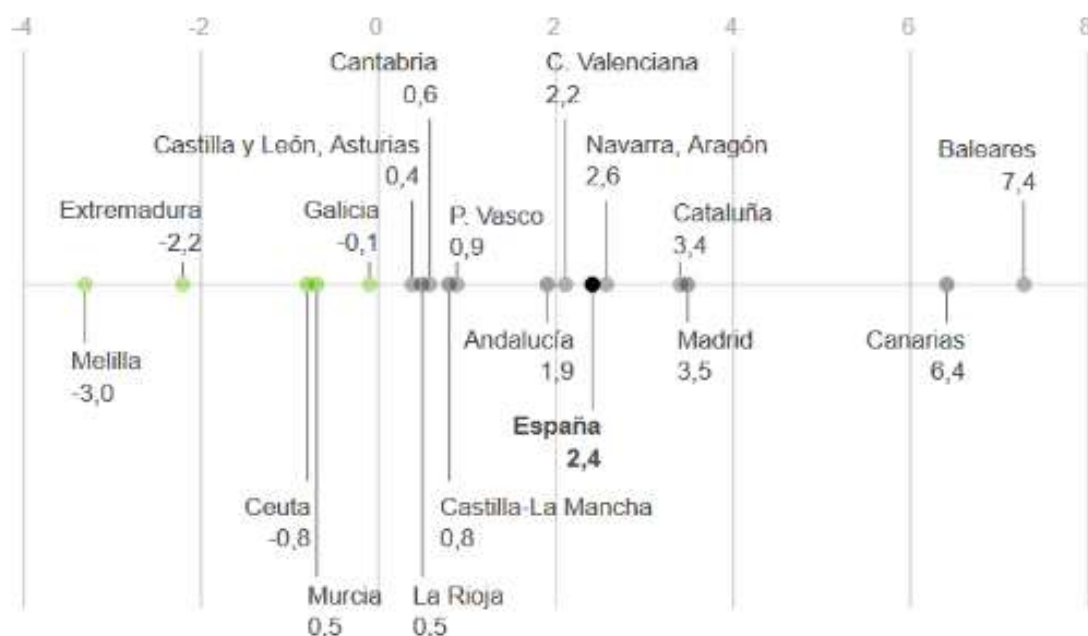 -4 -2 0 2 4 6 8
Cantabria
0,6
C. Valenciana
2,2
Castilla y León, Asturias
0,4
Navarra, Aragón
2,6
Baleares
7,4
Extremadura
-2,2
Galicia
-0,1
P. Vasco
0,9
Cataluña
3,4
Melilla
-3,0
Andalucía
1,9
Madrid
3,5
Canarias
6,4
España
2,4
Ceuta
-0,8
Castilla-La Mancha
0,8
Murcia
0,5
La Rioja
0,5